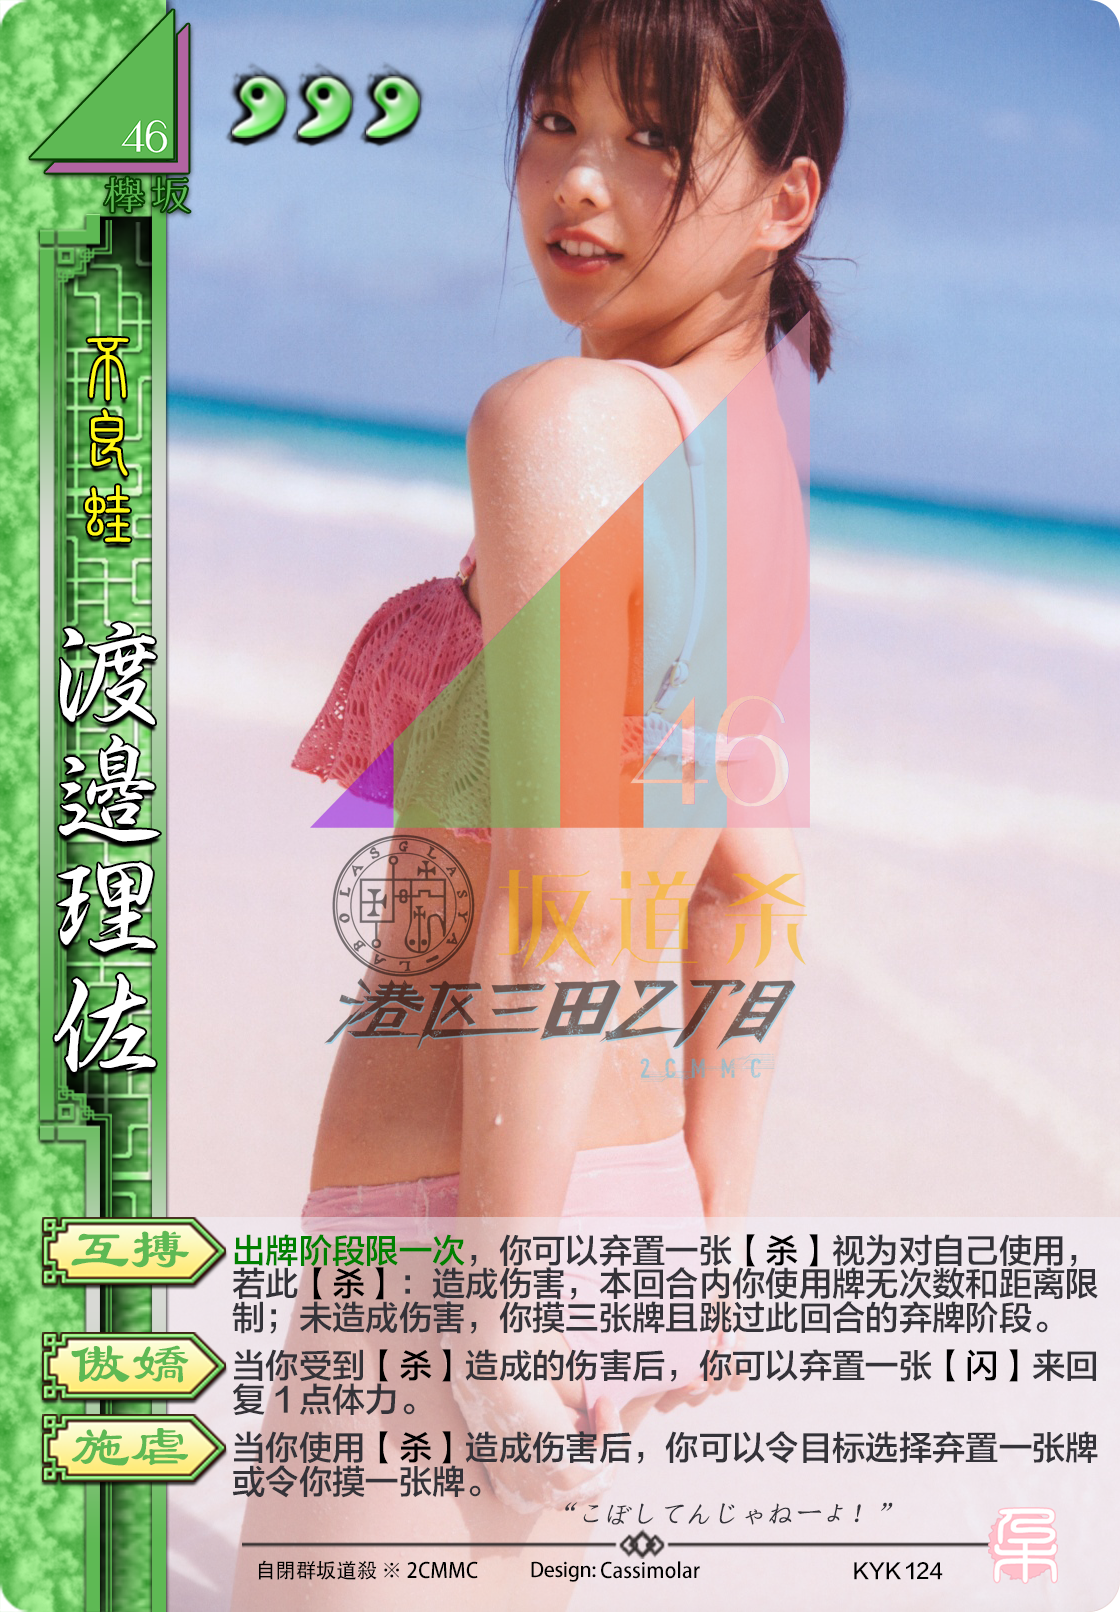 46
欅坂
不良蛙
渡邉理佐
46
GLASYA-LABOLAS
坂道杀
港区三田乙丁目
2CMMC
互搏
出牌阶段限一次，你可以弃置一张【杀】视为对自己使用，
若此【杀】：造成伤害，本回合内你使用牌无次数和距离限
制；未造成伤害，你摸三张牌且跳过此回合的弃牌阶段。
傲嬌
当你受到【杀】造成的伤害后，你可以弃置一张【闪】来回
复1点体力。
施虐
当你使用【杀】造成伤害后，你可以令目标选择弃置一张牌
或令你摸一张牌。
“こぼしてんじゃねーよ！”
自閉群坂道殺 ※ 2CMMC
Design: Cassimolar
KYK 124